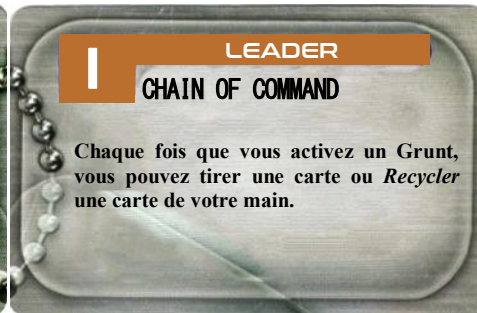 I
LEADER
CHAIN OF COMMAND
Chaque fois que vous activez un Grunt,
vous pouvez tirer une carte ou Recycler
une carte de votre main.